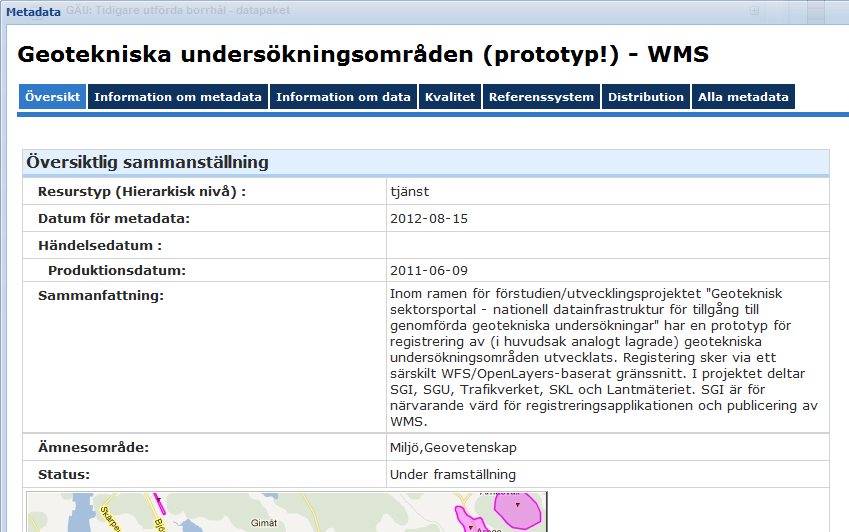 Metadata
GÄU: Tidigare utförda borrhål - datapaket
Geotekniska undersökningsområden (prototyp!) - WMS
Översikt Information om metadata Information om data Kvalitet Referenssystem Distribution Alla metadata
Översiktlig sammanställning
Resurstyp (Hierarkisk nivå) : tjänst
Datum för metadata: 2012-08-15
Händelsedatum :
Produktionsdatum: 2011-06-09
Sammanfattning: Inom ramen för förstudien/utvecklingsprojektet "Geoteknisk
sektorsportal - nationell datainfrastruktur för tillgång till
genomförda geotekniska undersökningar" har en prototyp för
registrering av (i huvudsak analogt lagrade) geotekniska
undersökningsområden utvecklats. Registering sker via ett
särskilt WFS/OpenLayers-baserat gränssnitt. I projektet deltar
SGI, SGU, Trafikverket, SKL och Lantmäteriet. SGI är för
närvarande värd för registreringsapplikationen och publicering av
WMS.
Ämnesområde: Miljö,Geovetenskap
Status: Under framställning
Gimåt